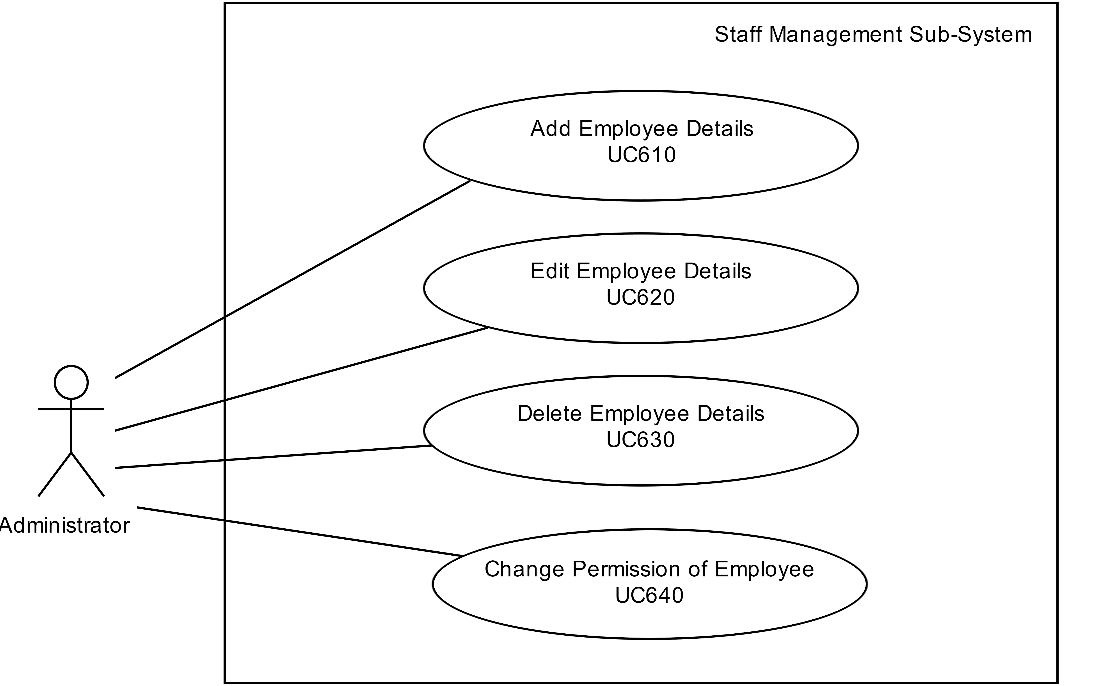 Staff Management Sub-System
Add Employee Details
UC610
Edit Employee Details
UC620
Delete Employee Details
UC630
Administrator
Change Permission of Employee
UC640